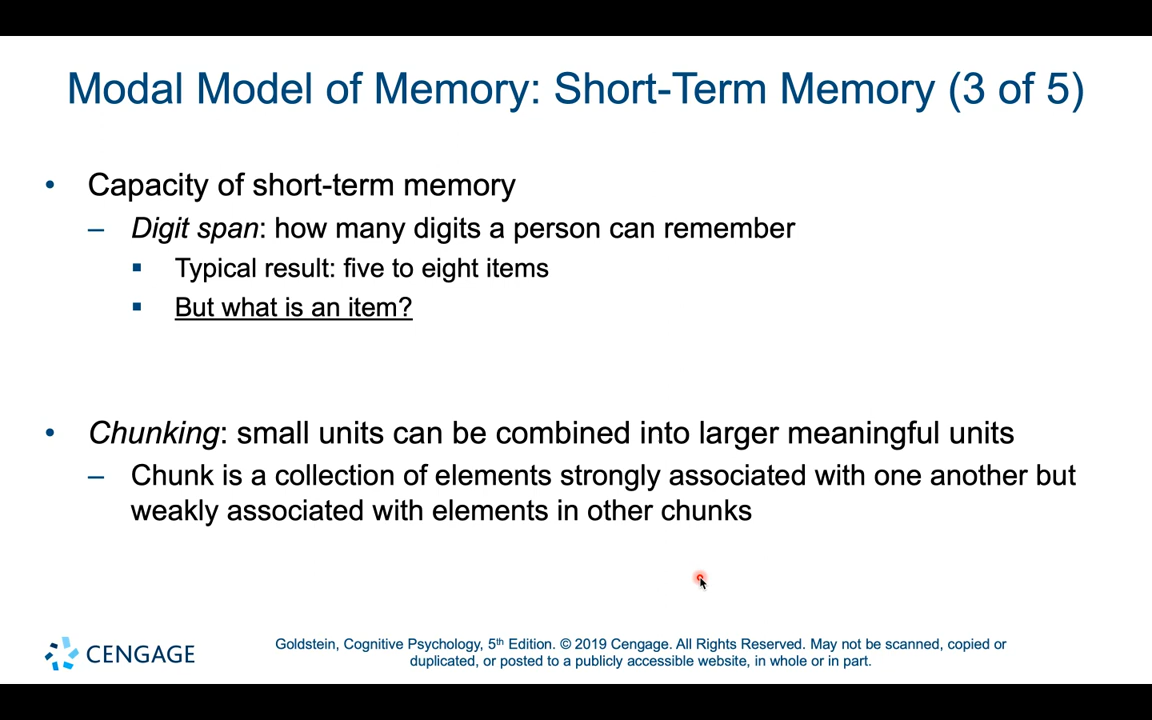 Modal Model of Memory: Short-Term Memory (3 of 5)
• Capacity of short-term memory
– Digit span: how many digits a person can remember
▪ Typical result: five to eight items
▪ But what is an item?
• Chunking: small units can be combined into larger meaningful units
– Chunk is a collection of elements strongly associated with one another but
weakly associated with elements in other chunks
CENGAGE
Goldstein, Cognitive Psychology, 5th Edition. © 2019 Cengage. All Rights Reserved. May not be scanned, copied or
duplicated, or posted to a publicly accessible website, in whole or in part.